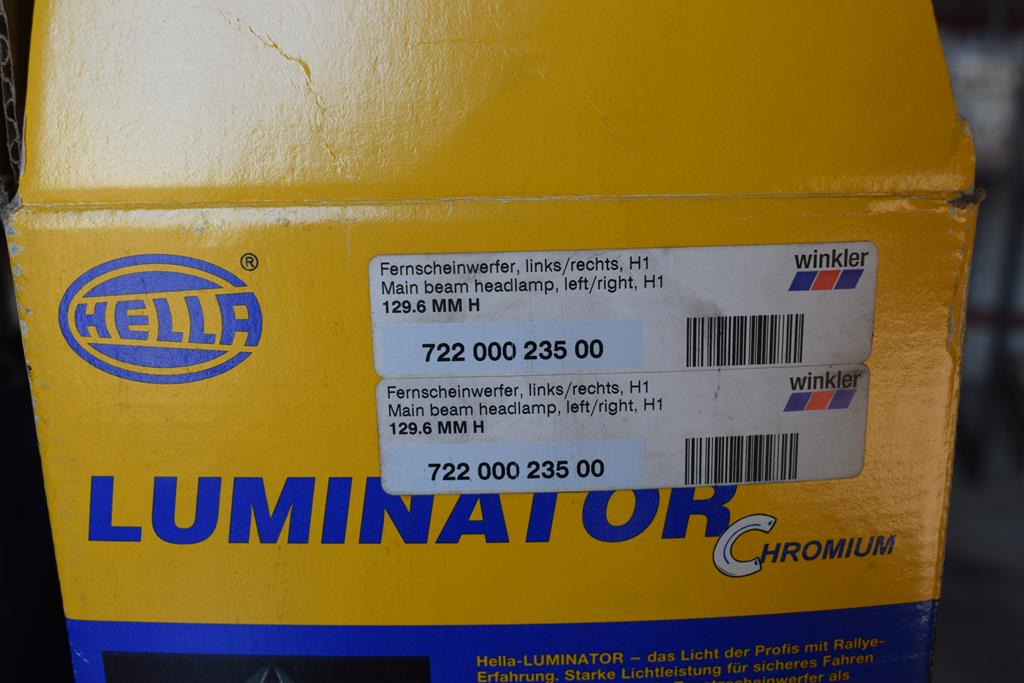 HELLA®
Fernscheinwerfer, links/rechts, H1
Main beam headlamp, left/right, H1
129.6 MM H
winkler
722 000 235 00
Fernscheinwerfer, links/rechts, H1
Main beam headlamp, left/right, H1
129.6 MM H
winkler
722 000 235 00
LUMINATOR
CHROMIUM
Hella-LUMINATOR – das Licht der Profis mit Rallye-
Erfahrung. Starke Lichtleistung für sicheres Fahren
als